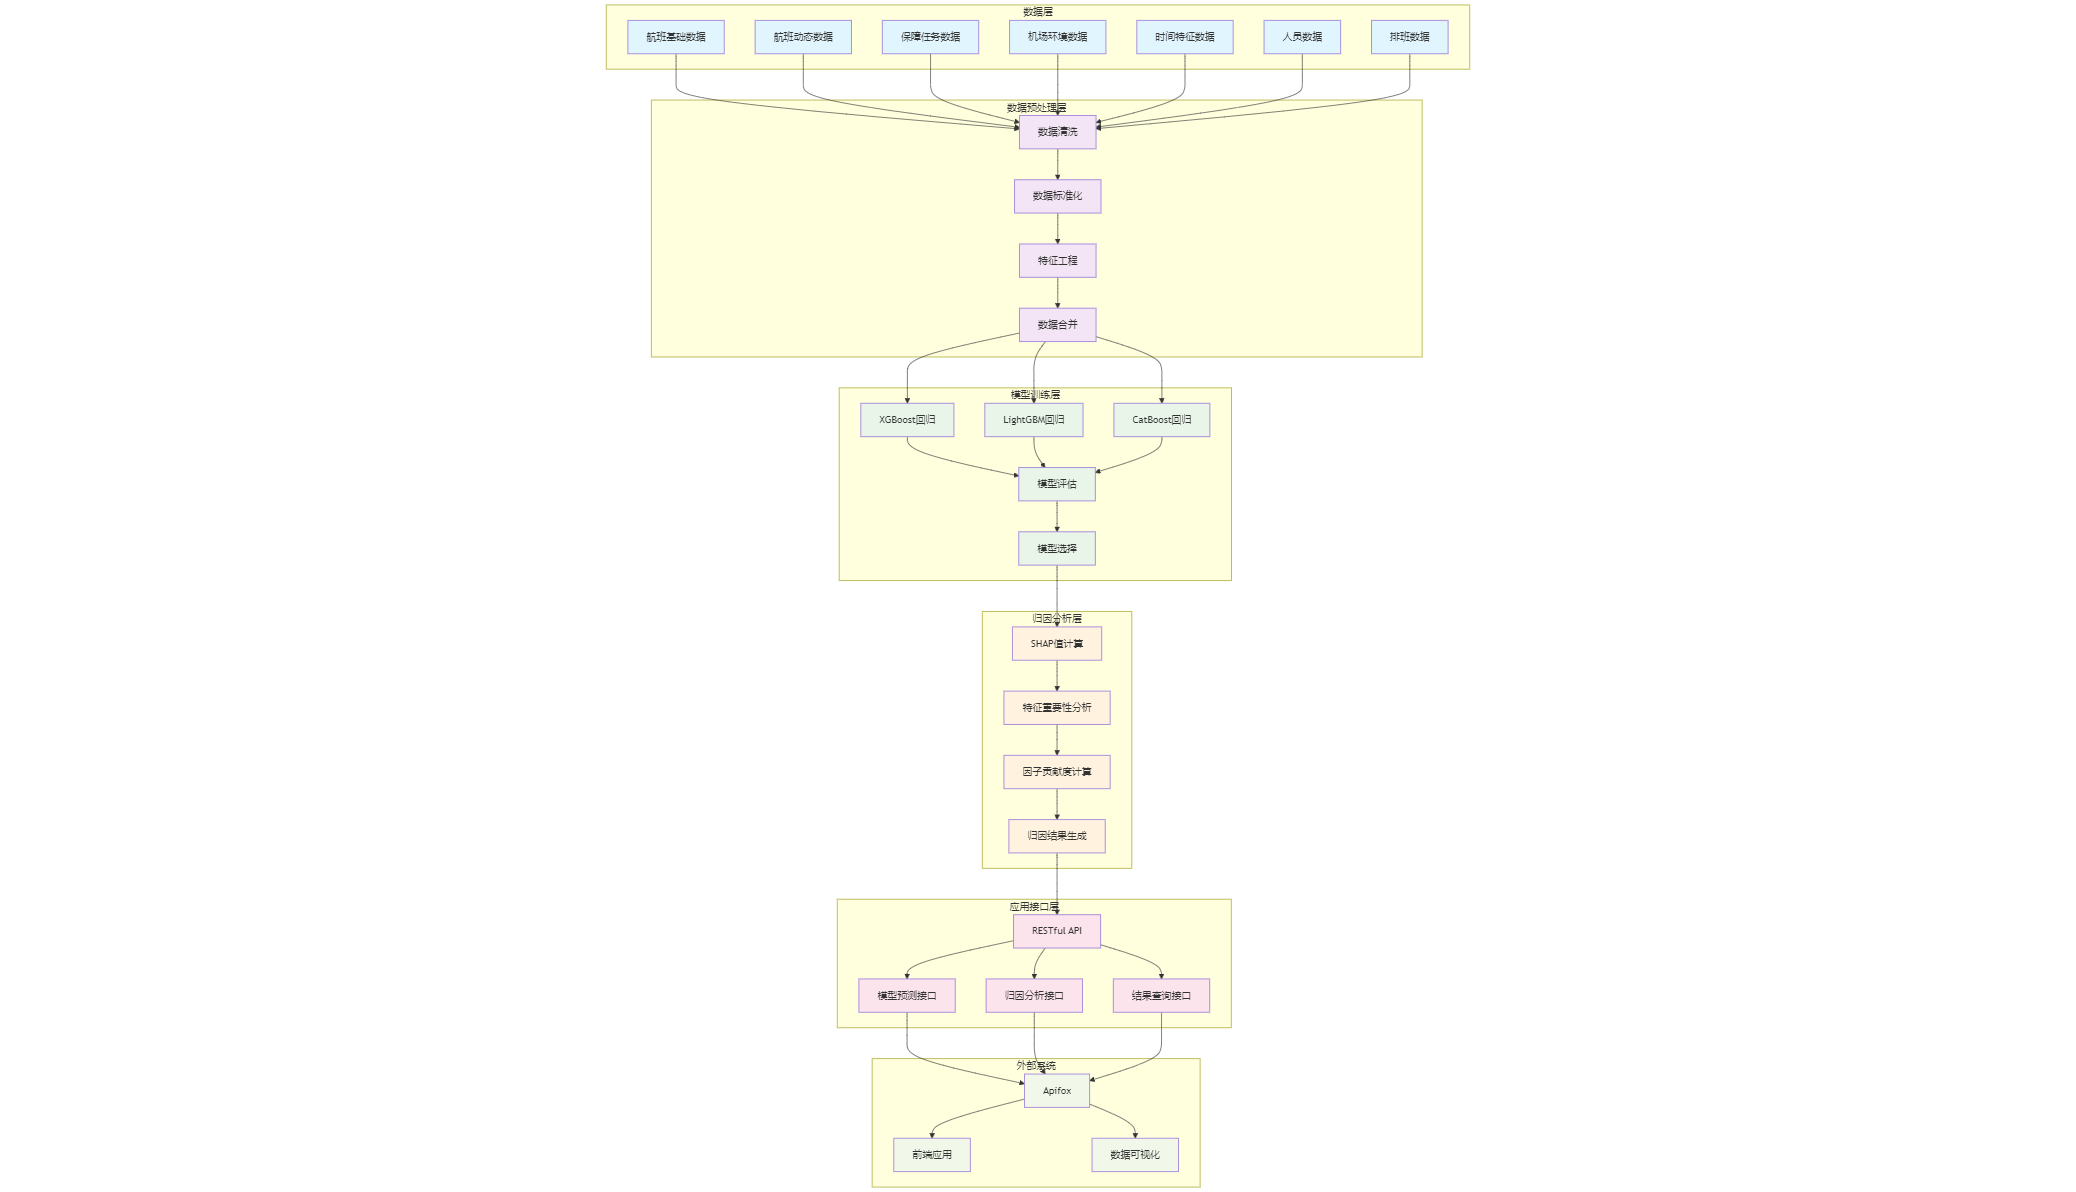 数据层
航班基础数据
航班动态数据
保障任务数据
机场环境数据
时间特征数据
人员数据
排班数据
数据预处理层
数据清洗
数据标准化
特征工程
数据合并
模型训练层
XGBoost回归
LightGBM回归
CatBoost回归
模型评估
模型选择
归因分析层
SHAP值计算
特征重要性分析
因子贡献度计算
归因结果生成
应用接口层
RESTful API
模型预测接口
归因分析接口
结果查询接口
外部系统
Apifox
前端应用
数据可视化